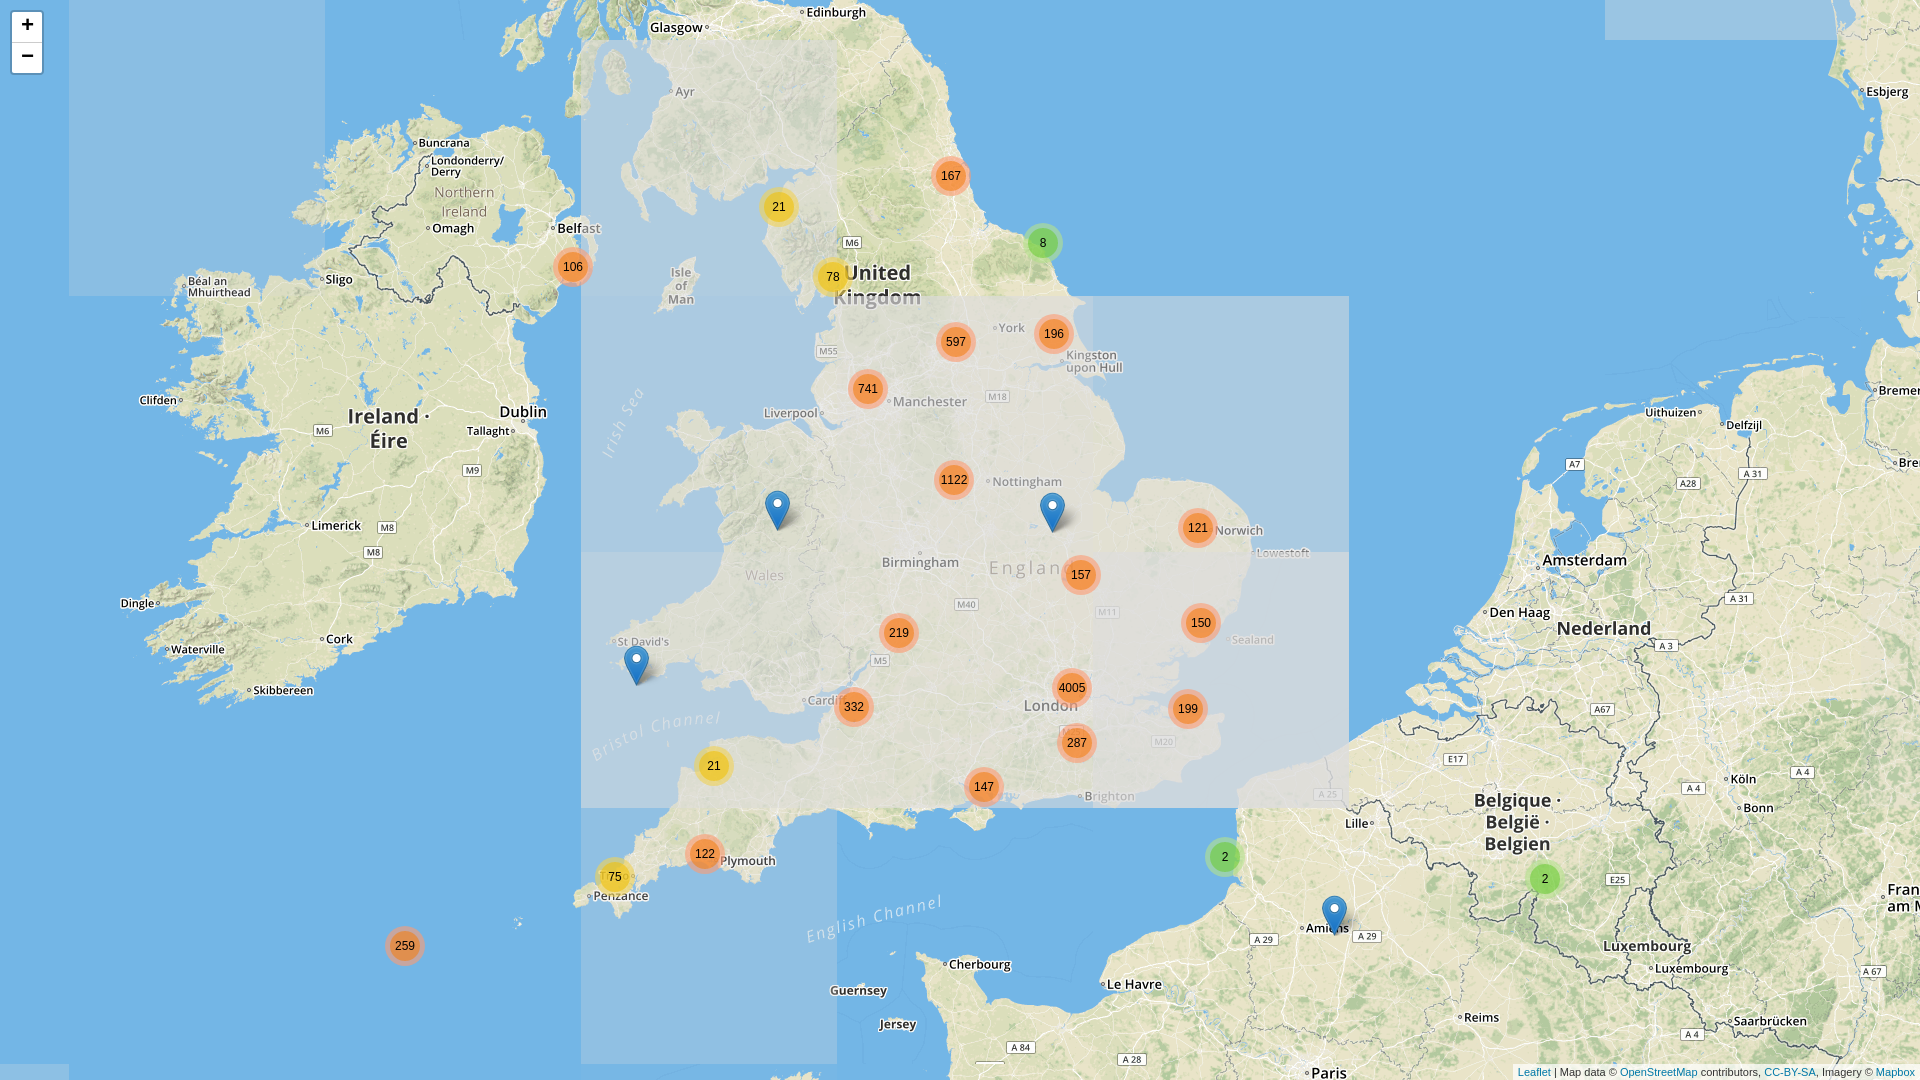 +
−
Edinburgh
Glasgow
Ayr
Esbjerg
Buncrana
Londonderry/
Derry
167
Northern
Ireland
21
Omagh
Belfast
M6
8
106
Isle
of
Man
78
United
Kingdom
Sligo
Béal an
Mhuirthead
York
196
597
M55
Kingston
upon Hull
741
Bremer
Clifden
Manchester
M18
Dublin
Ireland ·
Éire
Liverpool
Uithuizen
Irish Sea
Delfzijl
M6
Tallaght
A7
Bre
M9
A 31
1122
Nottingham
A28
Limerick
M8
121
Norwich
M8
Lowestoft
Birmingham
Amsterdam
England
157
Wales
A 31
Dingle
M40
M11
Den Haag
150
Nederland
219
Cork
St David's
Sealand
A 3
Waterville
M5
Skibbereen
4005
Cardiff
332
London
199
A67
Bristol Channel
287
M20
E17
21
A 4
Köln
147
A 4
Brighton
A 25
Belgique ·
België ·
Belgien
Bonn
Lille
122
Plymouth
2
75
2
E25
Penzance
Fran
am M
English Channel
Amiens
A 29
A 29
259
Luxembourg
Cherbourg
Luxembourg
A 67
Le Havre
Guernsey
Reims
Jersey
Saarbrücken
A 4
A 84
A 28
Paris
Leaflet | Map data © OpenStreetMap contributors, CC-BY-SA, Imagery © Mapbox